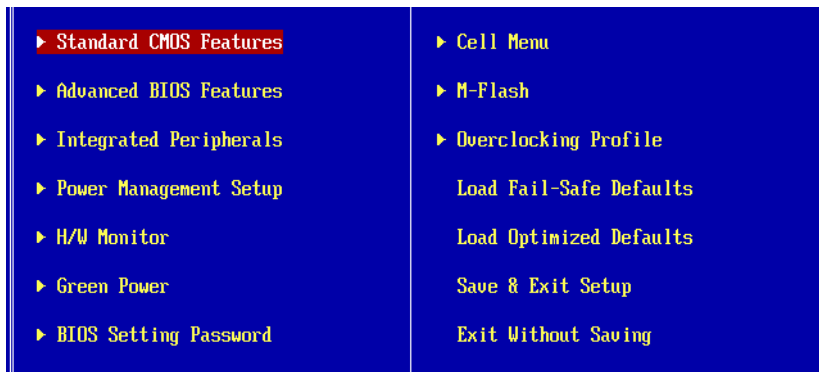 Standard CMOS Features
Advanced BIOS Features
Integrated Peripherals
Power Management Setup
H/W Monitor
Green Power
BIOS Setting Password
Cell Menu
M-Flash
Overclocking Profile
Load Fail-Safe Defaults
Load Optimized Defaults
Save & Exit Setup
Exit Without Saving